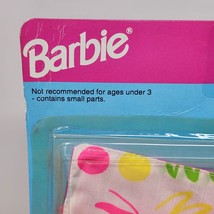 Barbie®
Not recommended for ages under 3
- contains small parts.